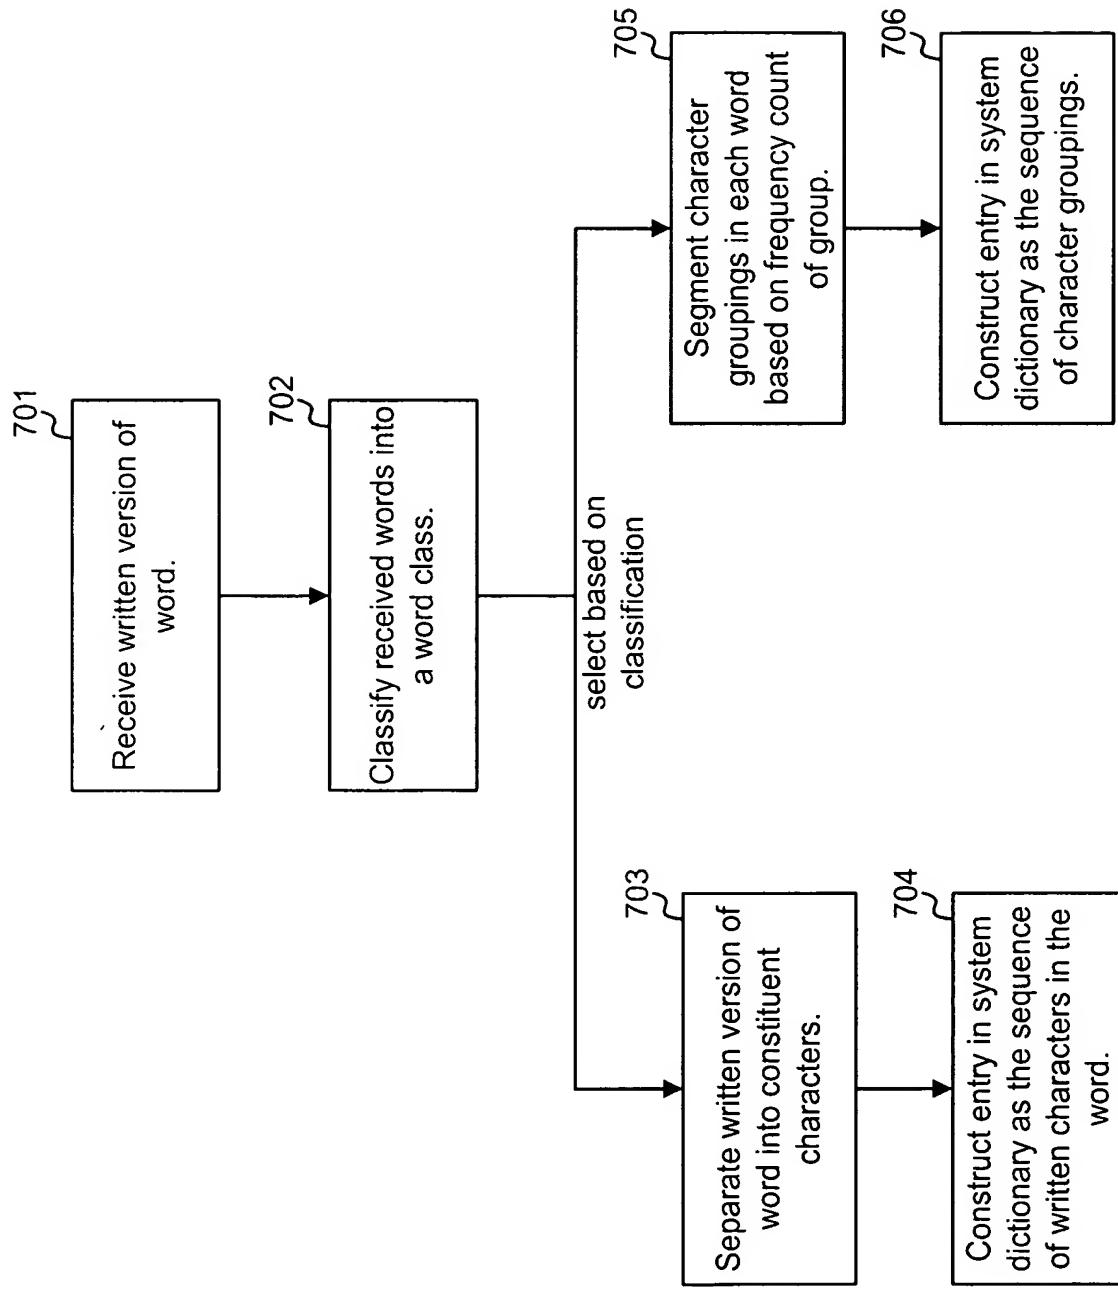 701
Receive written version of
word.
702
Classify received words into
a word class.
select based on
classification
703
Separate written version of
word into constituent
characters.
704
Construct entry in system
dictionary as the sequence
of written characters in the
word.
705
Segment character
groupings in each word
based on frequency count
of group.
706
Construct entry in system
dictionary as the sequence
of character groupings.